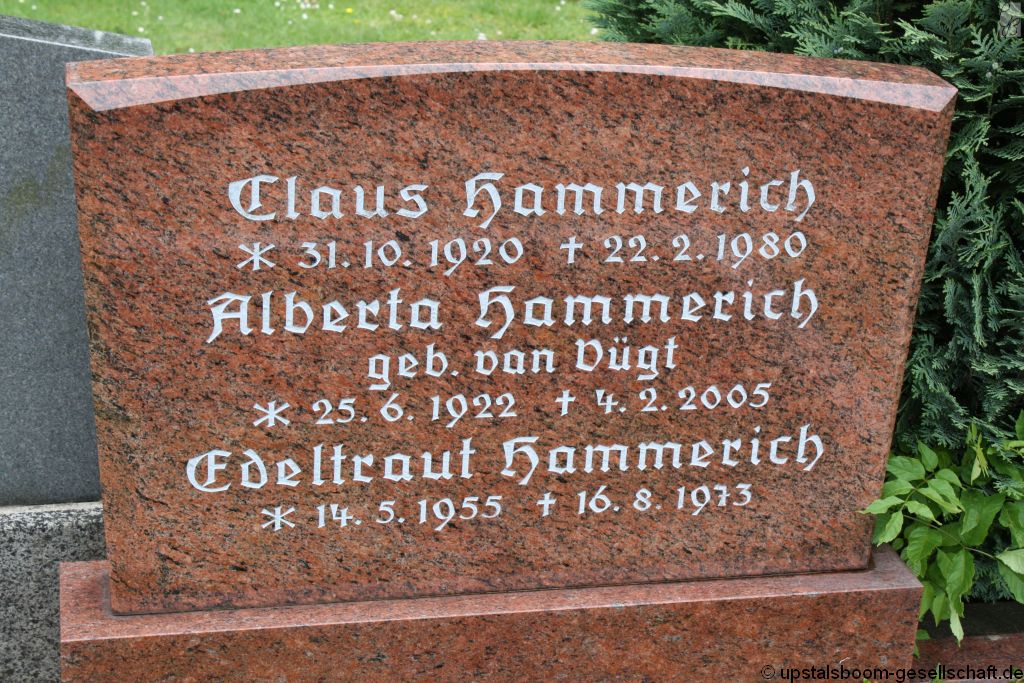 Claus Hammerich
* 31. 10. 1920 † 22. 2. 1980
Alberta Hammerich
geb. van Vügt
* 25. 6. 1922 † 4. 2. 2005
Edeltraut Hammerich
* 14. 5. 1955 † 16. 8. 1973
© upstalsboom-gesellschaft.de